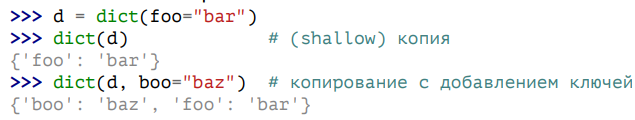 >>> d = dict(foo="bar")
>>> dict(d) # (shallow) копия
{'foo': 'bar'}
>>> dict(d, boo="baz") # копирование с добавлением ключей
{'boo': 'baz', 'foo': 'bar'}